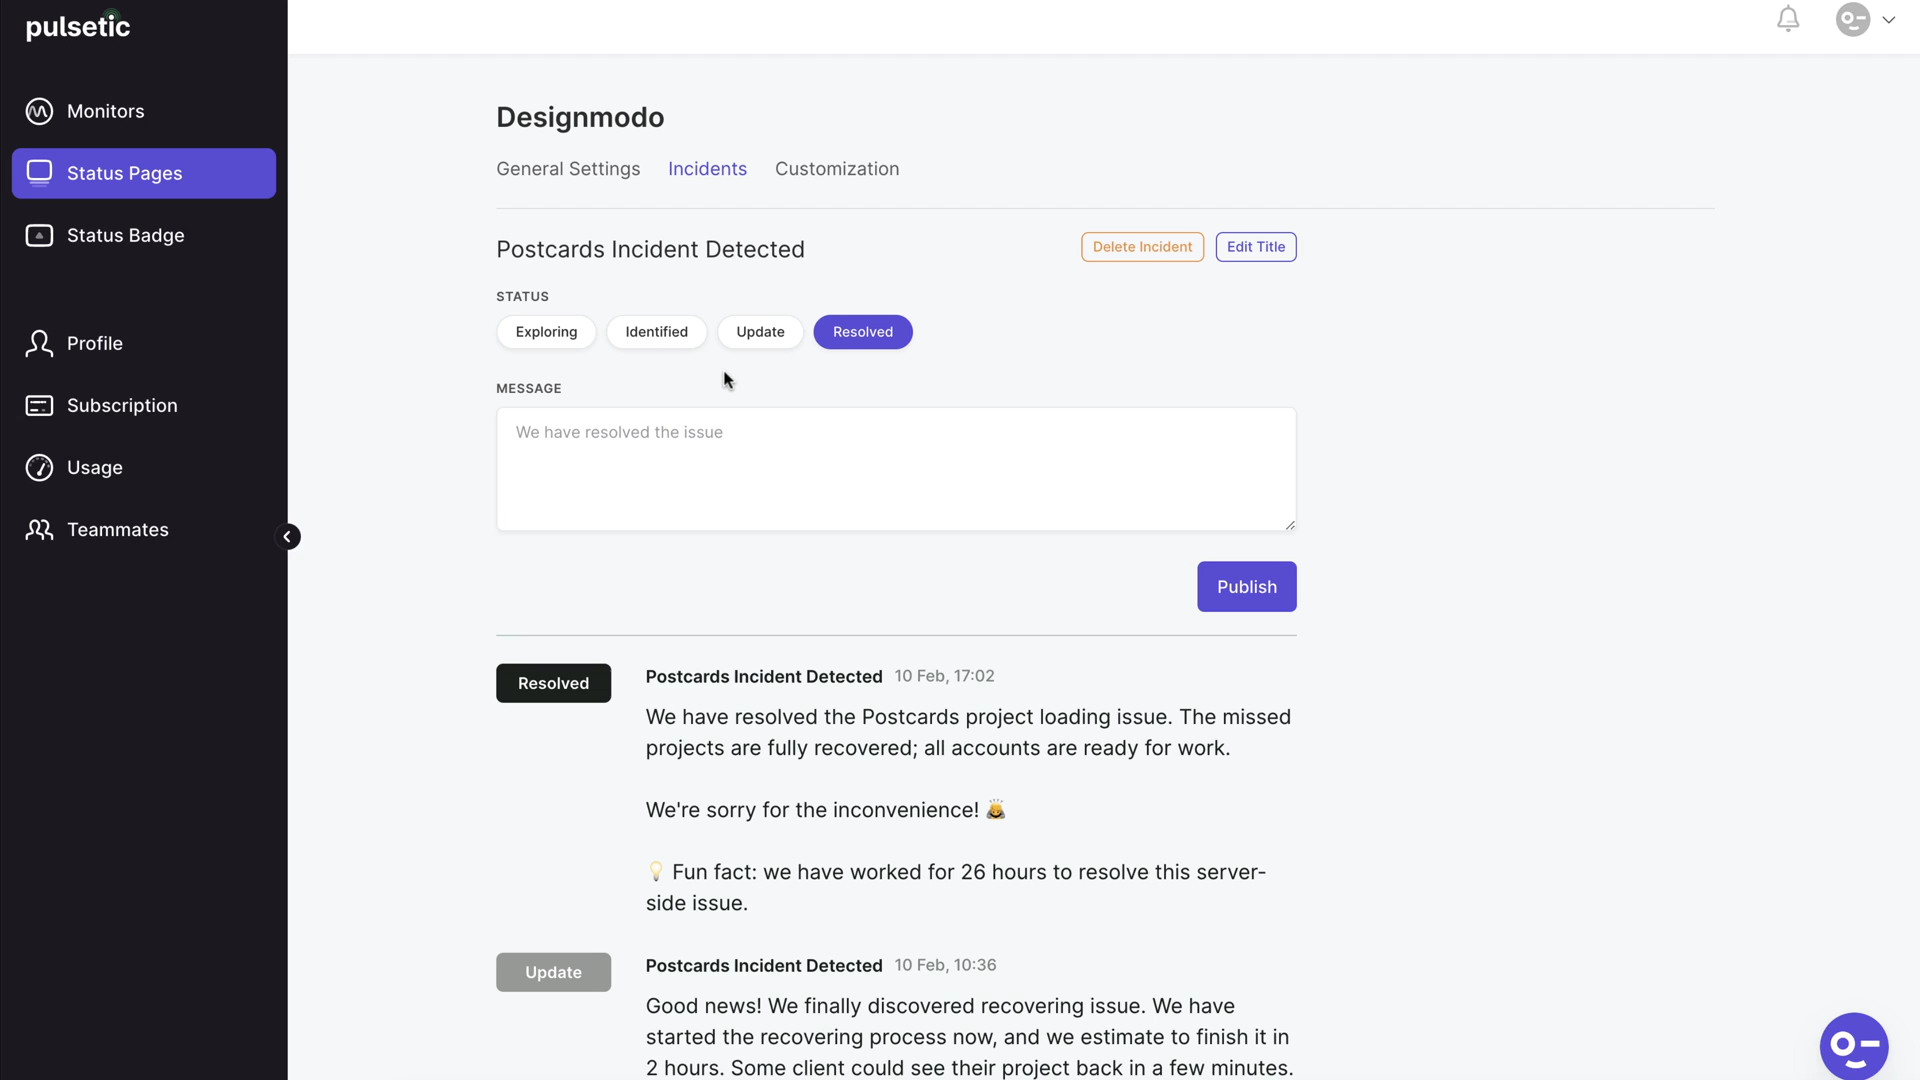 pulsetic
Monitors
Status Pages
Status Badge
Profile
Subscription
Usage
Teammates
Designmodo
General Settings Incidents Customization
Postcards Incident Detected
Delete Incident Edit Title
STATUS
Exploring Identified Update Resolved
MESSAGE
We have resolved the issue
Publish
Resolved
Postcards Incident Detected 10 Feb, 17:02
We have resolved the Postcards project loading issue. The missed
projects are fully recovered; all accounts are ready for work.
We're sorry for the inconvenience! 🙇
💡 Fun fact: we have worked for 26 hours to resolve this server-
side issue.
Update
Postcards Incident Detected 10 Feb, 10:36
Good news! We finally discovered recovering issue. We have
started the recovering process now, and we estimate to finish it in
2 hours. Some client could see their project back in a few minutes.